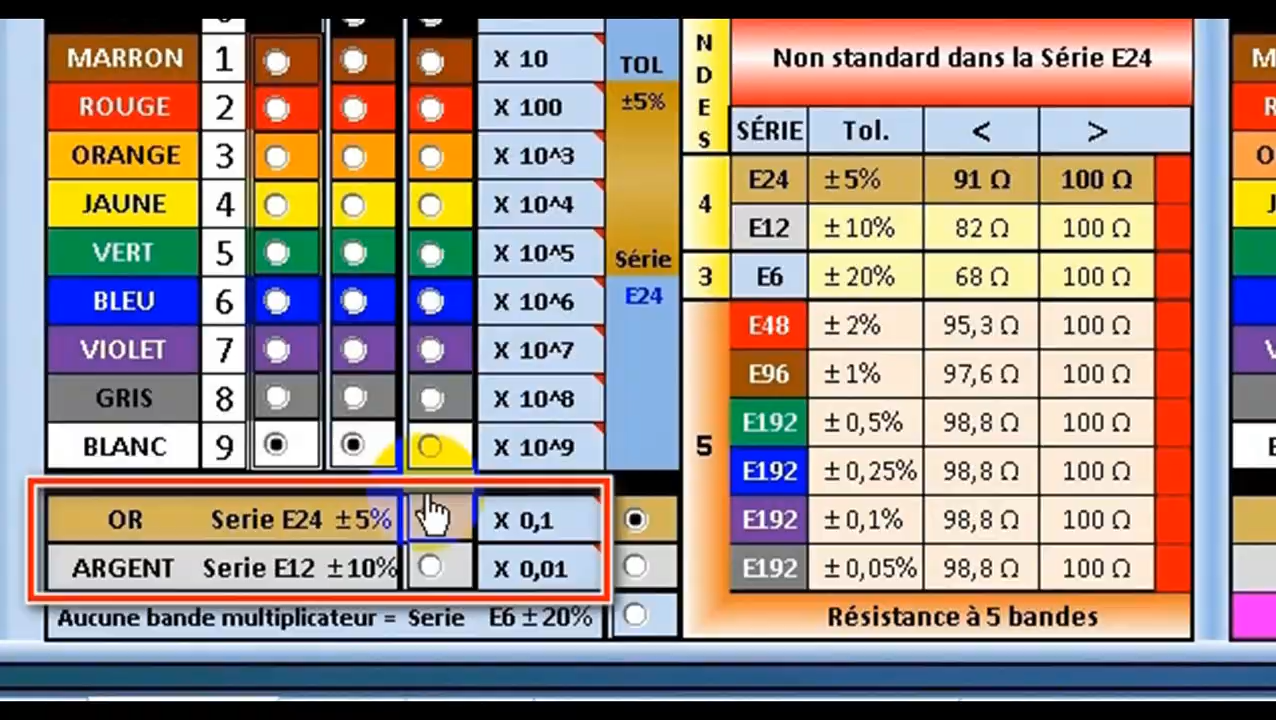 MARRON 1 X 10
ROUGE 2 X 100
ORANGE 3 X 10^3
JAUNE 4 X 10^4
VERT 5 X 10^5
BLEU 6 X 10^6
VIOLET 7 X 10^7
GRIS 8 X 10^8
BLANC 9 X 10^9
OR Serie E24 ±5% X 0,1
ARGENT Serie E12 ±10% X 0,01
Aucune bande multiplicateur = Serie E6 ±20%
TOL
±5%
Série
E24
N
D
E
S
Non standard dans la Série E24
SÉRIE Tol. < >
4
E24 ±5% 91 Ω 100 Ω
E12 ±10% 82 Ω 100 Ω
3 E6 ±20% 68 Ω 100 Ω
5
E48 ±2% 95,3 Ω 100 Ω
E96 ±1% 97,6 Ω 100 Ω
E192 ±0,5% 98,8 Ω 100 Ω
E192 ±0,25% 98,8 Ω 100 Ω
E192 ±0,1% 98,8 Ω 100 Ω
E192 ±0,05% 98,8 Ω 100 Ω
Résistance à 5 bandes